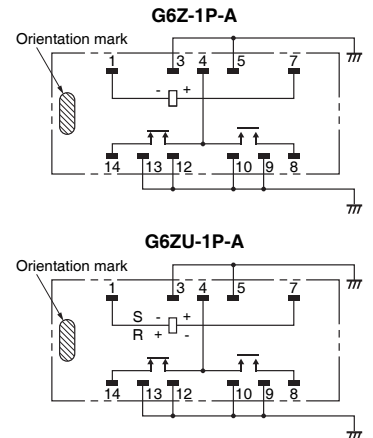 G6Z-1P-A
Orientation mark
1 3 4 5 7
- +
14 13 12 10 9 8
G6ZU-1P-A
Orientation mark
1 3 4 5 7
S - +
R + -
14 13 12 10 9 8